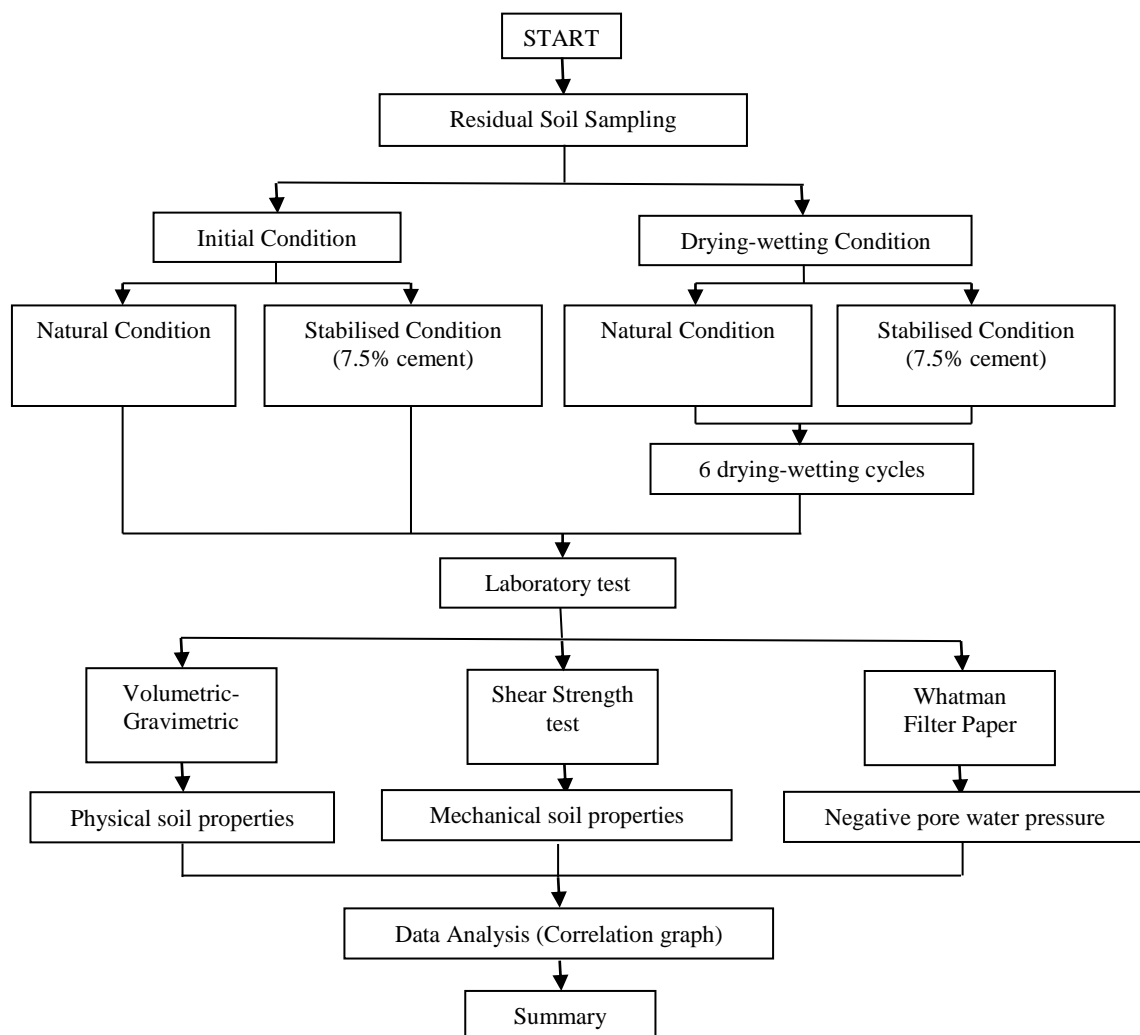 START
Residual Soil Sampling
Initial Condition
Drying-wetting Condition
Natural Condition
Stabilised Condition
(7.5% cement)
Natural Condition
Stabilised Condition
(7.5% cement)
6 drying-wetting cycles
Laboratory test
Volumetric-
Gravimetric
Shear Strength
test
Whatman
Filter Paper
Physical soil properties
Mechanical soil properties
Negative pore water pressure
Data Analysis (Correlation graph)
Summary